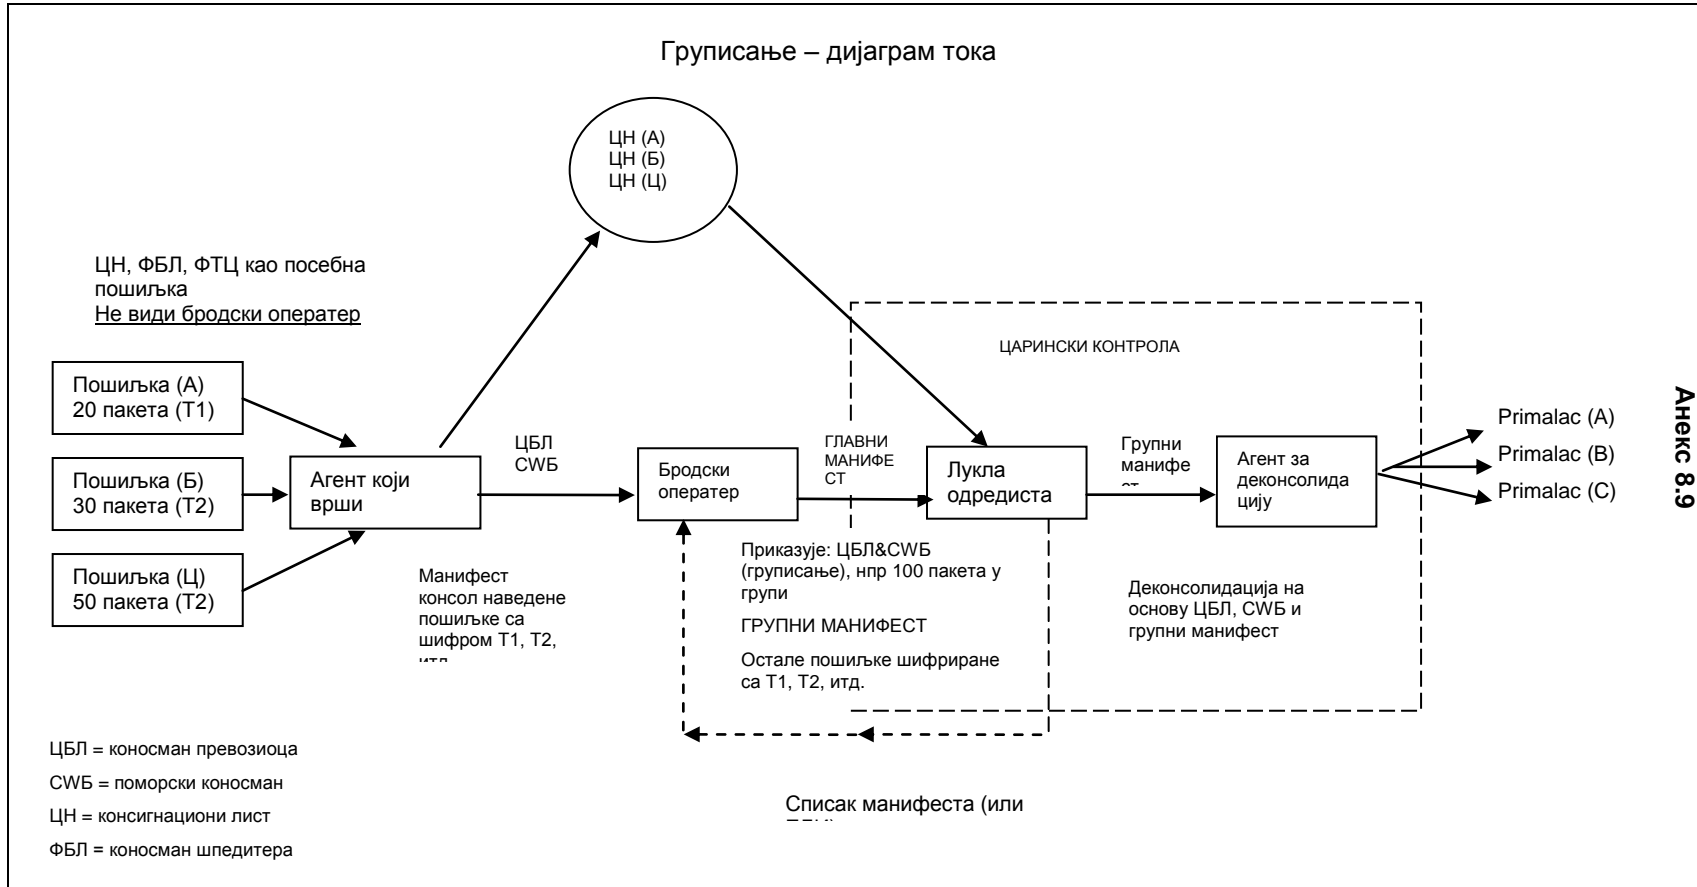 Груписање – дијаграм тока
ЦН (А)
ЦН (Б)
ЦН (Ц)
ЦН, ФБЛ, ФТЦ као посебна
пошиљка
Не види бродски оператер
ЦАРИНСКИ КОНТРОЛА
Пошиљка (А)
20 пакета (Т1)
Пошиљка (Б)
30 пакета (Т2)
Пошиљка (Ц)
50 пакета (Т2)
Агент који
врши
ЦБЛ
СWБ
Бродски
оператер
ГЛАВНИ
МАНИФЕ
СТ
Лукла
одредиста
Групни
манифе
Агент за
деконсолида
цију
Primalac (A)
Primalac (B)
Primalac (C)
Анекс 8.9
Манифест
консол наведене
пошиљке са
шифром Т1, Т2,
итд
Приказује: ЦБЛ&СWБ
(груписање), нпр 100 пакета у
групи
ГРУПНИ МАНИФЕСТ
Остале пошиљке шифриране
са Т1, Т2, итд.
Деконсолидација на
основу ЦБЛ, СWБ и
групни манифест
Списак манифеста (или
ЦБЛ = коносман превозиоца
СWБ = поморски коносман
ЦН = консигнациони лист
ФБЛ = коносман шпедитера